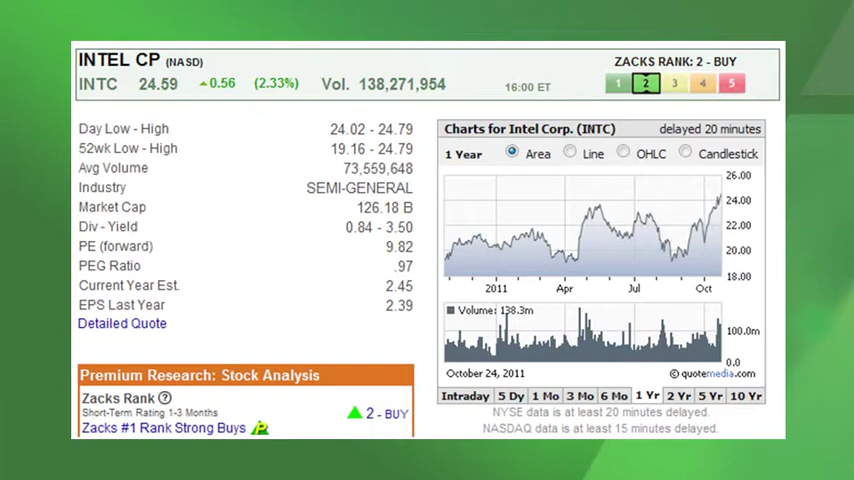 INTEL CP (NASD)
INTC 24.59 0.56 (2.33%) Vol. 138,271,954 16:00 ET
ZACKS RANK: 2 - BUY
1 2 3 4 5
Day Low - High 24.02 - 24.79
52wk Low - High 19.16 - 24.79
Avg Volume 73,559,648
Industry SEMI-GENERAL
Market Cap 126.18 B
Div - Yield 0.84 - 3.50
PE (forward) 9.82
PEG Ratio .97
Current Year Est. 2.45
EPS Last Year 2.39
Detailed Quote
Premium Research: Stock Analysis
Zacks Rank ?
Short-Term Rating 1-3 Months
2 - BUY
Zacks #1 Rank Strong Buys P
Charts for Intel Corp. (INTC) delayed 20 minutes
1 Year Area Line OHLC Candlestick
26.00
24.00
22.00
20.00
18.00
2011 Apr Jul Oct
Volume: 138.3m
100.0m
0.0
October 24, 2011 © quotemedia.com
Intraday 5 Dy 1 Mo 3 Mo 6 Mo 1 Yr 2 Yr 5 Yr 10 Yr
NYSE data is at least 20 minutes delayed.
NASDAQ data is at least 15 minutes delayed.